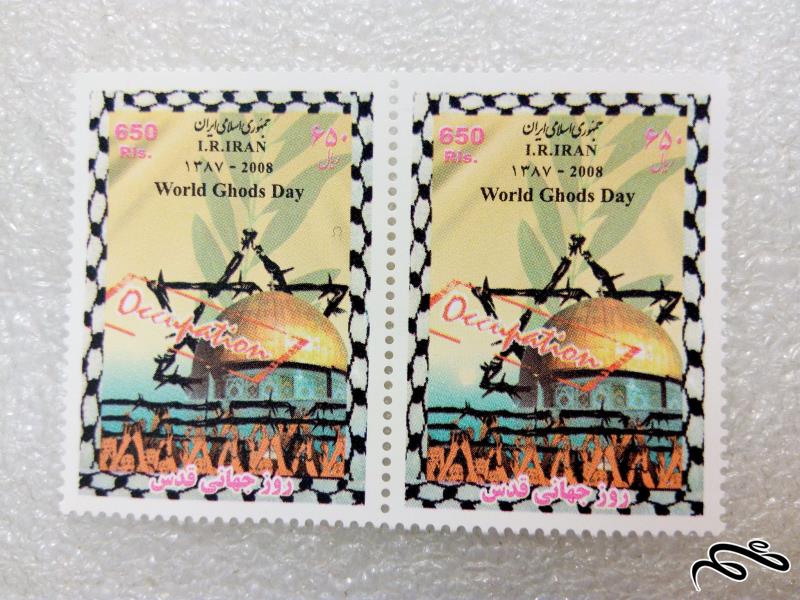 650 ۶۵۰
Rls. ریال
جمهوری اسلامی ایران
I.R.IRAN
۱۳۸۷ - 2008
World Ghods Day
Occupation
روز جهانی قدس
650 ۶۵۰
Rls. ریال
جمهوری اسلامی ایران
I.R.IRAN
۱۳۸۷ - 2008
World Ghods Day
Occupation
روز جهانی قدس